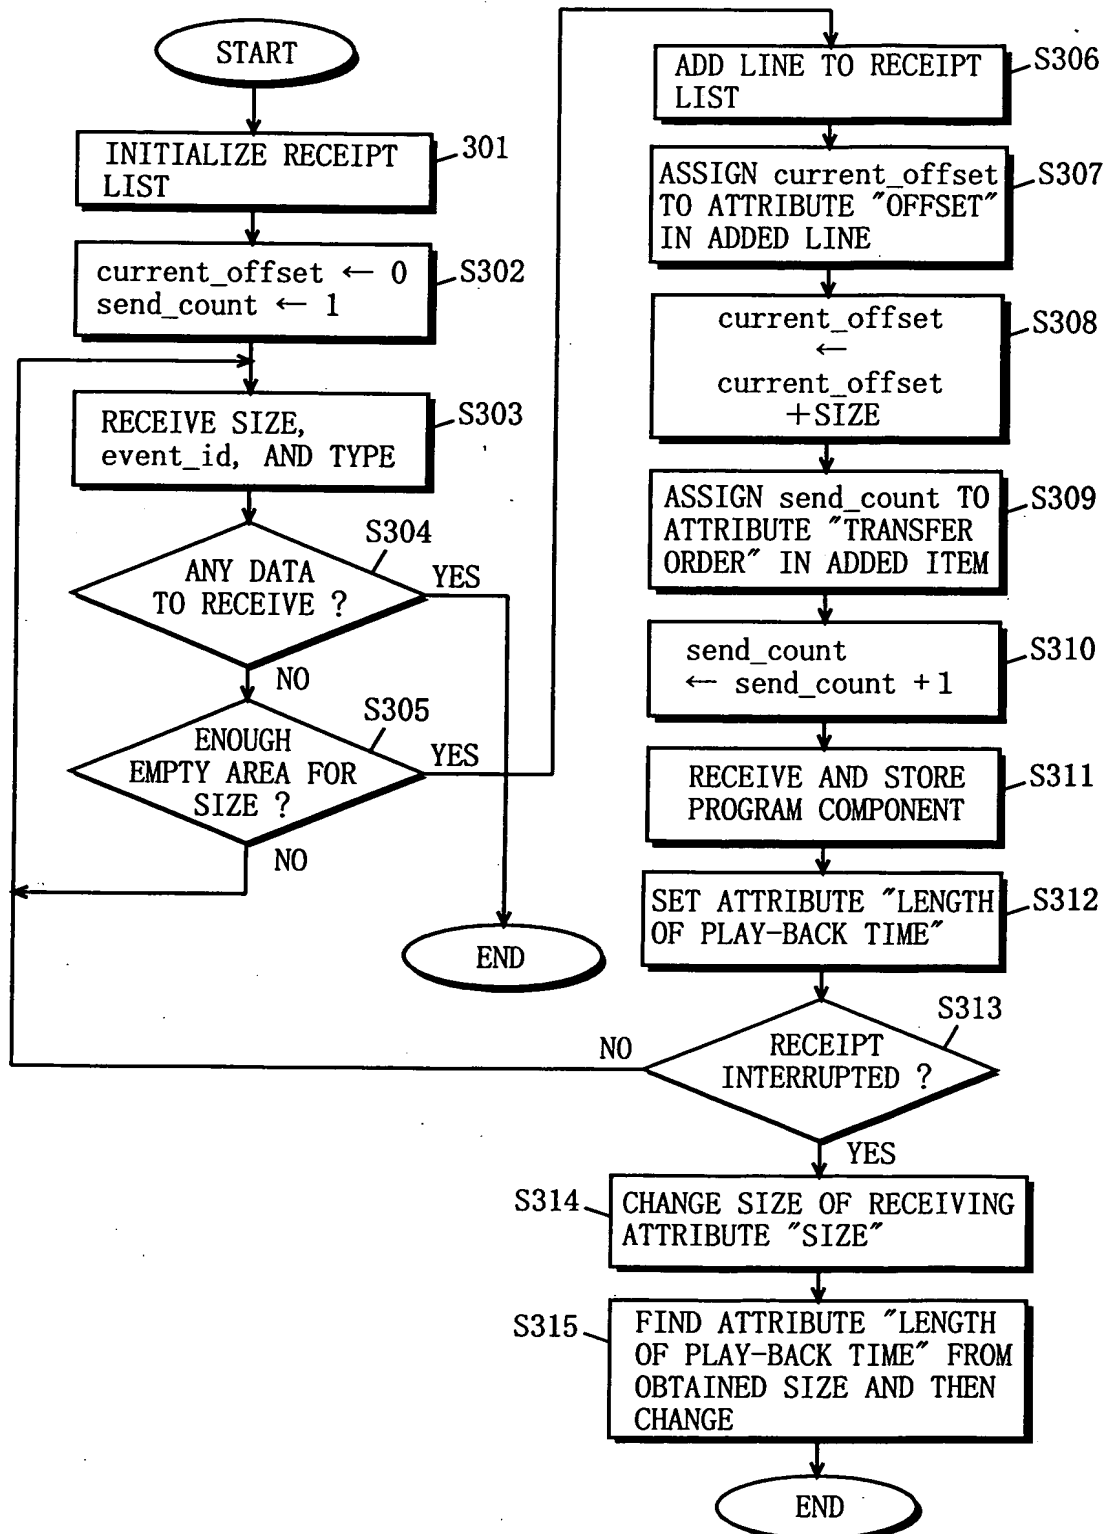 START
INITIALIZE RECEIPT
LIST
301
current_offset ← 0
send_count ← 1
S302
RECEIVE SIZE,
event_id, AND TYPE
S303
S304
ANY DATA
TO RECEIVE ?
YES
NO
S305
ENOUGH
EMPTY AREA FOR
SIZE ?
YES
NO
END
ADD LINE TO RECEIPT
LIST
S306
ASSIGN current_offset
TO ATTRIBUTE "OFFSET"
IN ADDED LINE
S307
current_offset
←
current_offset
+SIZE
S308
ASSIGN send_count TO
ATTRIBUTE "TRANSFER
ORDER" IN ADDED ITEM
S309
send_count
← send_count +1
S310
RECEIVE AND STORE
PROGRAM COMPONENT
S311
SET ATTRIBUTE "LENGTH
OF PLAY-BACK TIME"
S312
S313
RECEIPT
INTERRUPTED ?
NO
YES
S314
CHANGE SIZE OF RECEIVING
ATTRIBUTE "SIZE"
S315
FIND ATTRIBUTE "LENGTH
OF PLAY-BACK TIME" FROM
OBTAINED SIZE AND THEN
CHANGE
END